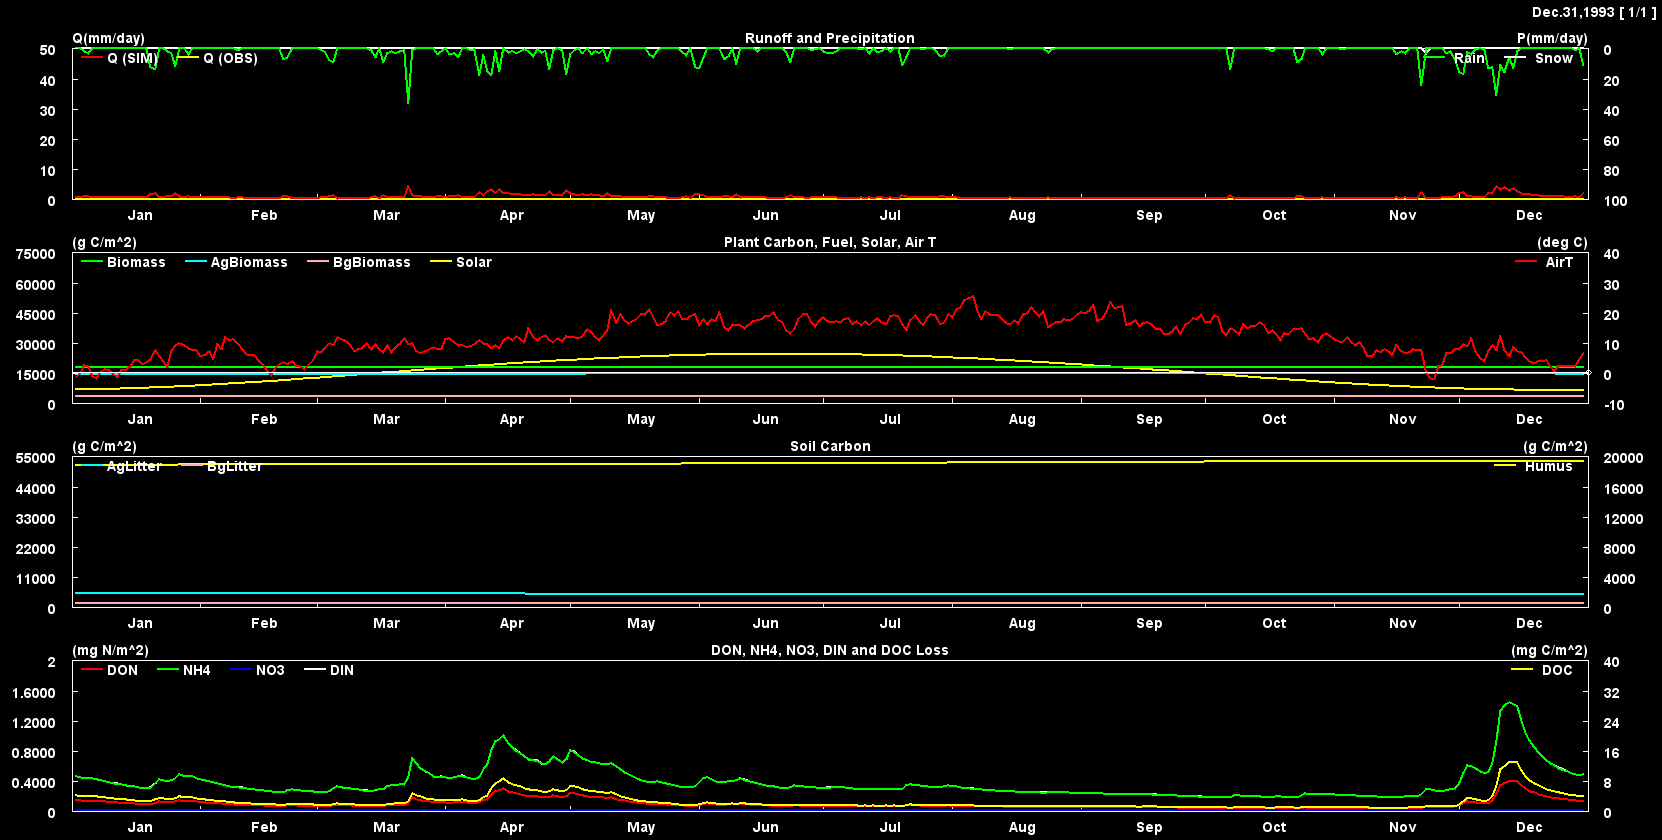 Dec.31,1993 [ 1/1 ]
Q(mm/day) Runoff and Precipitation P(mm/day)
50 0
Q (SIM) Q (OBS) Rain Snow
40 20
30 40
20 60
10 80
0 100
Jan Feb Mar Apr May Jun Jul Aug Sep Oct Nov Dec
(g C/m^2) Plant Carbon, Fuel, Solar, Air T (deg C)
75000 40
Biomass AgBiomass BgBiomass Solar AirT
60000 30
45000 20
30000 10
15000 0
0 -10
Jan Feb Mar Apr May Jun Jul Aug Sep Oct Nov Dec
(g C/m^2) Soil Carbon (g C/m^2)
55000 20000
AgLitter BgLitter Humus
44000 16000
33000 12000
22000 8000
11000 4000
0 0
Jan Feb Mar Apr May Jun Jul Aug Sep Oct Nov Dec
(mg N/m^2) DON, NH4, NO3, DIN and DOC Loss (mg C/m^2)
2 40
DON NH4 NO3 DIN DOC
1.6000 32
1.2000 24
0.8000 16
0.4000 8
0 0
Jan Feb Mar Apr May Jun Jul Aug Sep Oct Nov Dec